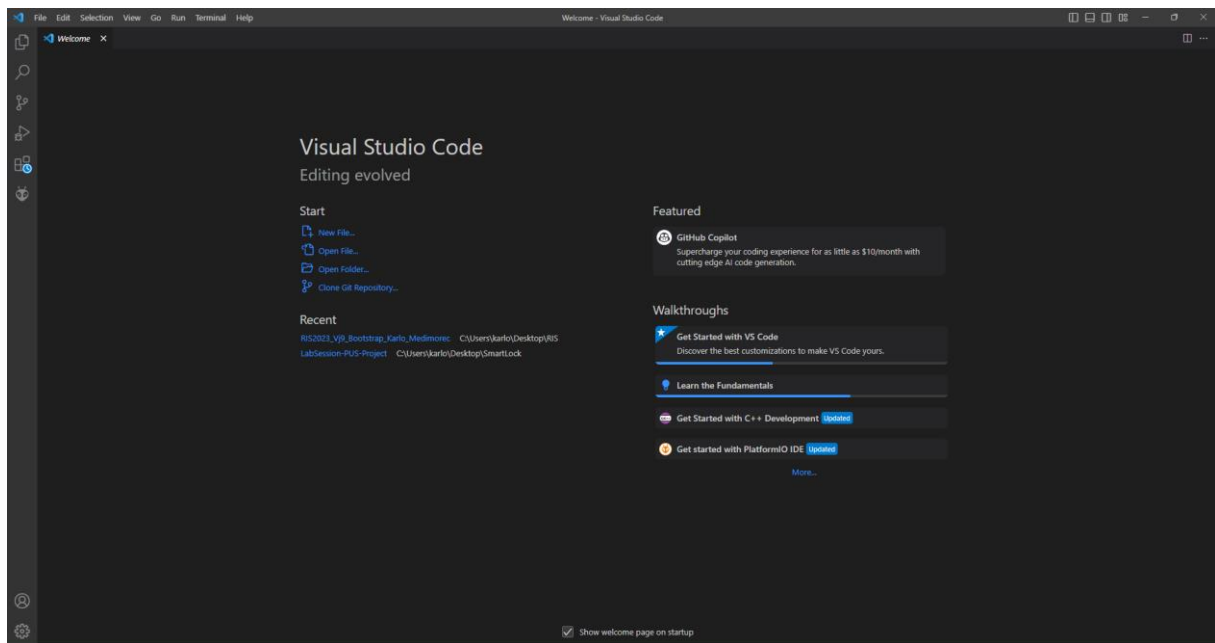 File Edit Selection View Go Run Terminal Help
Welcome - Visual Studio Code
Welcome
Visual Studio Code
Editing evolved
Start
New File...
Open File...
Open Folder...
Clone Git Repository...
Recent
RIS2023_Vj9_Bootstrap_Karlo_Medimorec C:\Users\karlo\Desktop\RIS
LabSession-PUS-Project C:\Users\karlo\Desktop\SmartLock
Featured
GitHub Copilot
Supercharge your coding experience for as little as $10/month with
cutting edge AI code generation.
Walkthroughs
Get Started with VS Code
Discover the best customizations to make VS Code yours.
Learn the Fundamentals
Get Started with C++ Development Updated
Get started with PlatformIO IDE Updated
More...
Show welcome page on startup